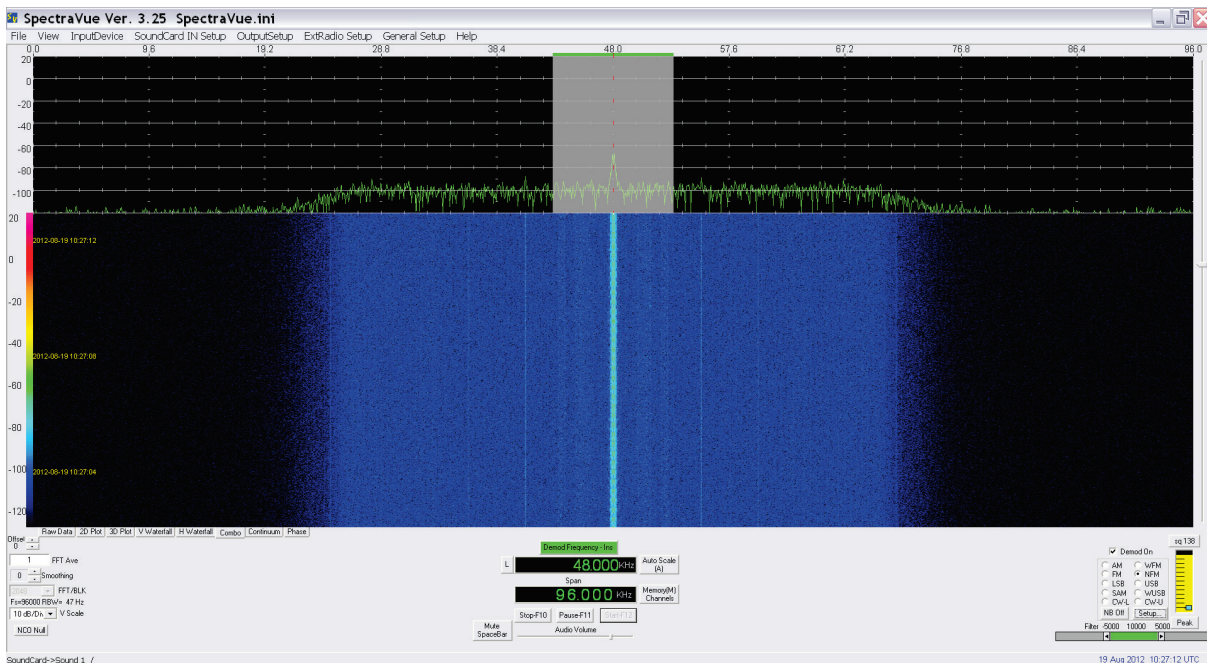 SpectraVue Ver. 3.25 SpectraVue.ini
File View InputDevice SoundCard IN Setup OutputSetup ExtRadio Setup General Setup Help
0.0 9.6 19.2 28.8 38.4 48.0 57.6 67.2 76.8 86.4 96.0
20
0
-20
-40
-60
-80
-100
20
0
-20
-40
-60
-80
-100
-120
2012-08-19 10:27:12
2012-08-19 10:27:08
2012-08-19 10:27:04
Raw Data 2D Plot 3D Plot V Waterfall H Waterfall Combo Continuum Phase
Offset
0
1 FFT Ave
0 Smoothing
2048 FFT/BLK
Fs=96000 RBW= 47 Hz
10 dB/Div V Scale
NCO Null
Demod Frequency - Ins
L 48.000 KHz Auto Scale (A)
Span
96.000 KHz Memory(M) Channels
Stop-F10 Pause-F11 Start-F12
Mute SpaceBar Audio Volume
sq 138
Demod On
AM WFM
FM NFM
LSB USB
SAM WUSB
CW-L CW-U
NB Off Setup...
Peak
Filter -5000 10000 5000
SoundCard->Sound 1 /
19 Aug 2012 10:27:12 UTC